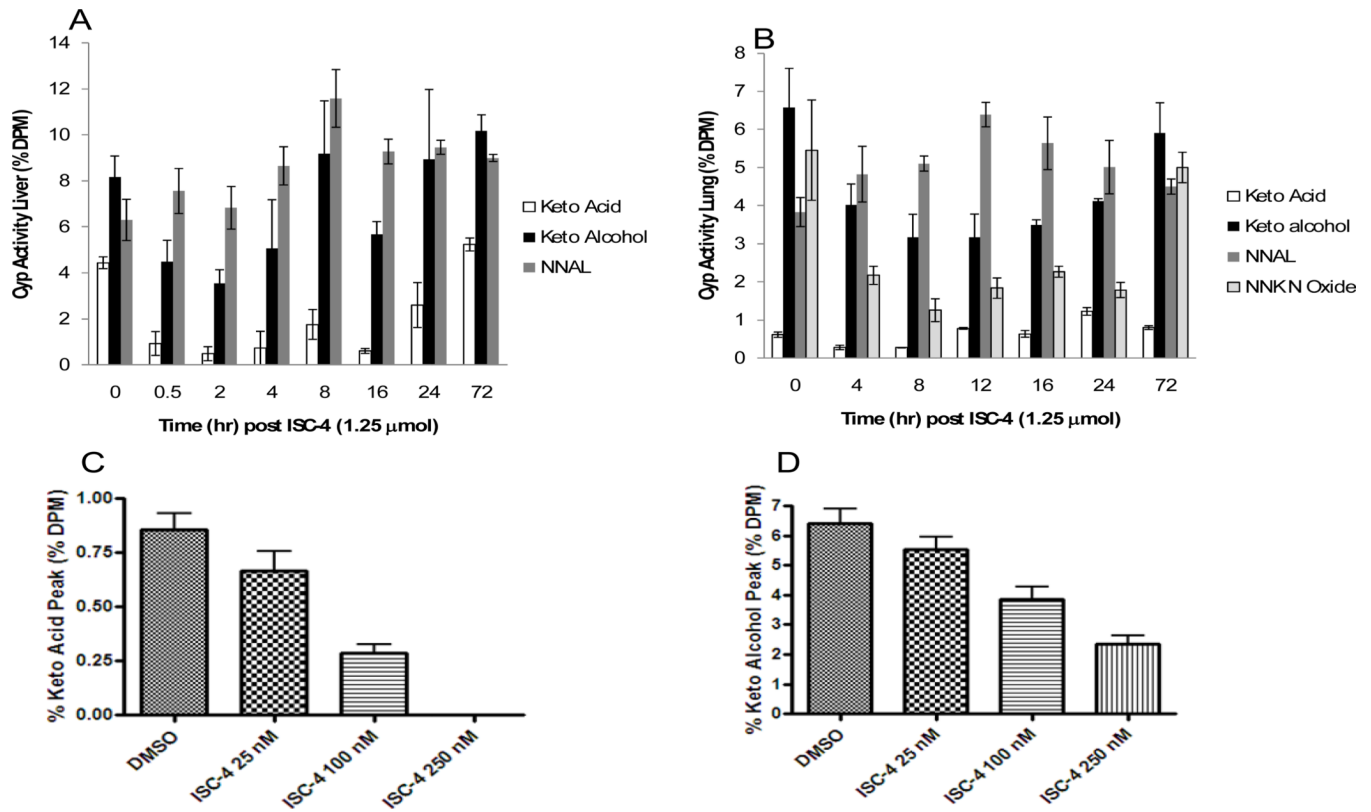 A
Cyp Activity Liver (% DPM)
14
12
10
8
6
4
2
0
0 0.5 2 4 8 16 24 72
Time (hr) post ISC-4 (1.25 μmol)
Keto Acid
Keto Alcohol
NNAL
B
Cyp Activity Lung (% DPM)
8
7
6
5
4
3
2
1
0
0 4 8 12 16 24 72
Time (hr) post ISC-4 (1.25 μmol)
Keto Acid
Keto alcohol
NNAL
NNKN Oxide
C
% Keto Acid Peak (% DPM)
1.00
0.75
0.50
0.25
0.00
DMSO
ISC-4 25 nM
ISC-4 100 nM
ISC-4 250 nM
D
% Keto Alcohol Peak (% DPM)
7
6
5
4
3
2
1
0
DMSO
ISC-4 25 nM
ISC-4 100 nM
ISC-4 250 nM